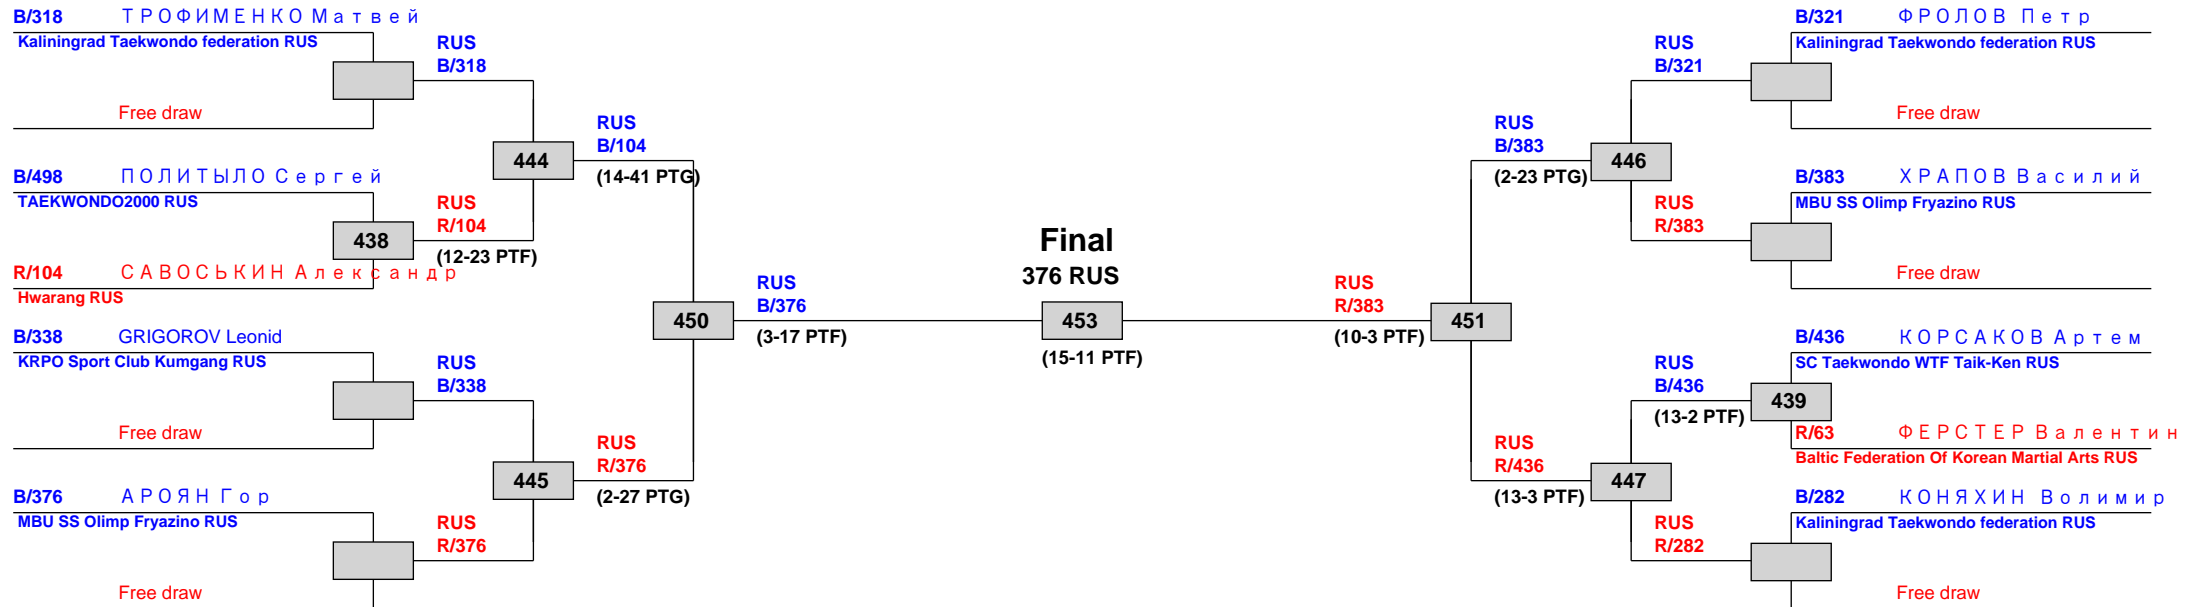 B/318 ТРОФИМЕНКО Матвей
Kaliningrad Taekwondo federation RUS
Free draw
RUS
B/318
B/498 ПОЛИТЫЛО Сергей
TAEKWONDO2000 RUS
438
R/104 САВОСЬКИН Александр
Hwarang RUS
RUS
R/104
(12-23 PTF)
444
RUS
B/104
(14-41 PTG)
B/338 GRIGOROV Leonid
KRPO Sport Club Kumgang RUS
Free draw
RUS
B/338
B/376 АРОЯН Гор
MBU SS Olimp Fryazino RUS
Free draw
RUS
R/376
445
RUS
R/376
(2-27 PTG)
450
RUS
B/376
(3-17 PTF)
Final
376 RUS
453
(15-11 PTF)
RUS
R/383
(10-3 PTF)
451
RUS
B/383
(2-23 PTG)
446
RUS
B/321
B/321 ФРОЛОВ Петр
Kaliningrad Taekwondo federation RUS
Free draw
RUS
R/383
B/383 ХРАПОВ Василий
MBU SS Olimp Fryazino RUS
Free draw
RUS
R/436
(13-3 PTF)
447
RUS
B/436
(13-2 PTF)
439
B/436 КОРСАКОВ Артем
SC Taekwondo WTF Taik-Ken RUS
R/63 ФЕРСТЕР Валентин
Baltic Federation Of Korean Martial Arts RUS
RUS
R/282
B/282 КОНЯХИН Волимир
Kaliningrad Taekwondo federation RUS
Free draw